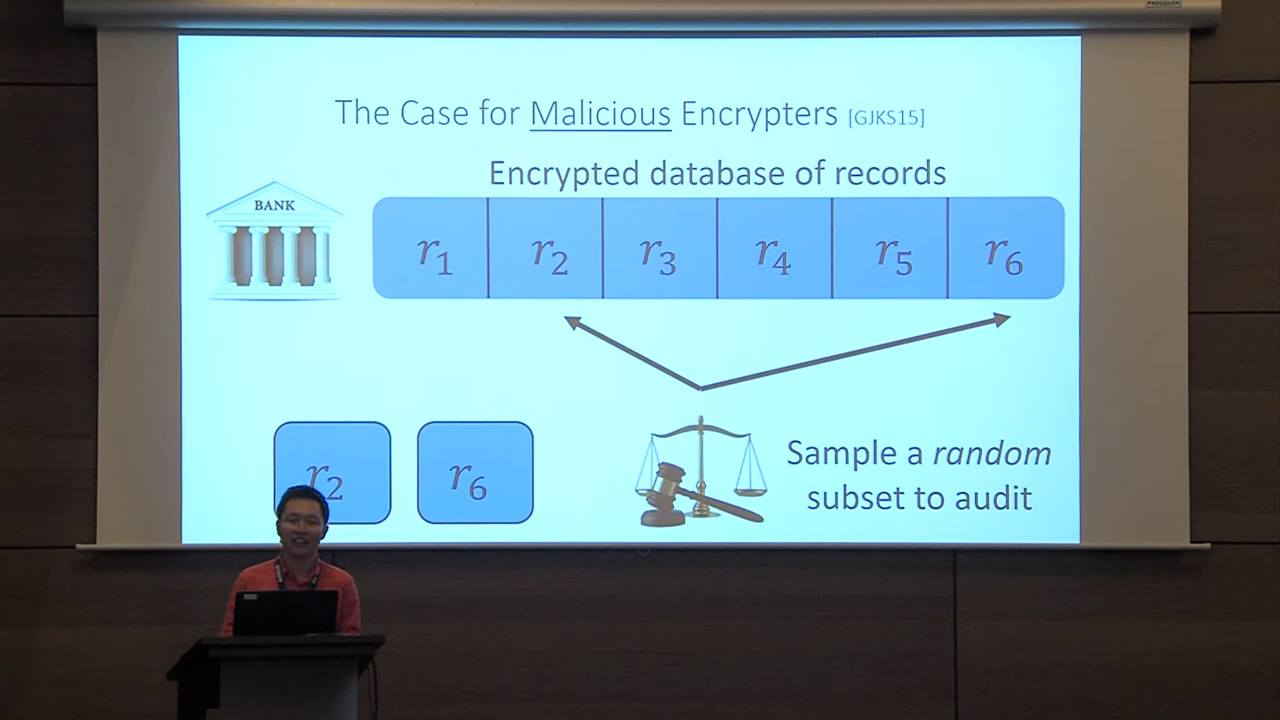 PROCOLOR
The Case for Malicious Encrypters [GJKS15]
Encrypted database of records
BANK
r₁ r₂ r₃ r₄ r₅ r₆
r₂ r₆
Sample a random
subset to audit